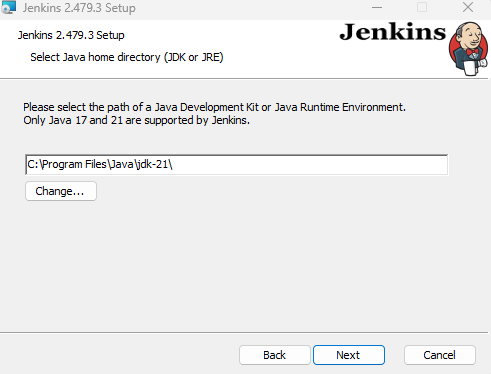 Jenkins 2.479.3 Setup
Jenkins 2.479.3 Setup
Jenkins
Select Java home directory (JDK or JRE)
Please select the path of a Java Development Kit or Java Runtime Environment.
Only Java 17 and 21 are supported by Jenkins.
C:\Program Files\Java\jdk-21\
Change...
Back
Next
Cancel